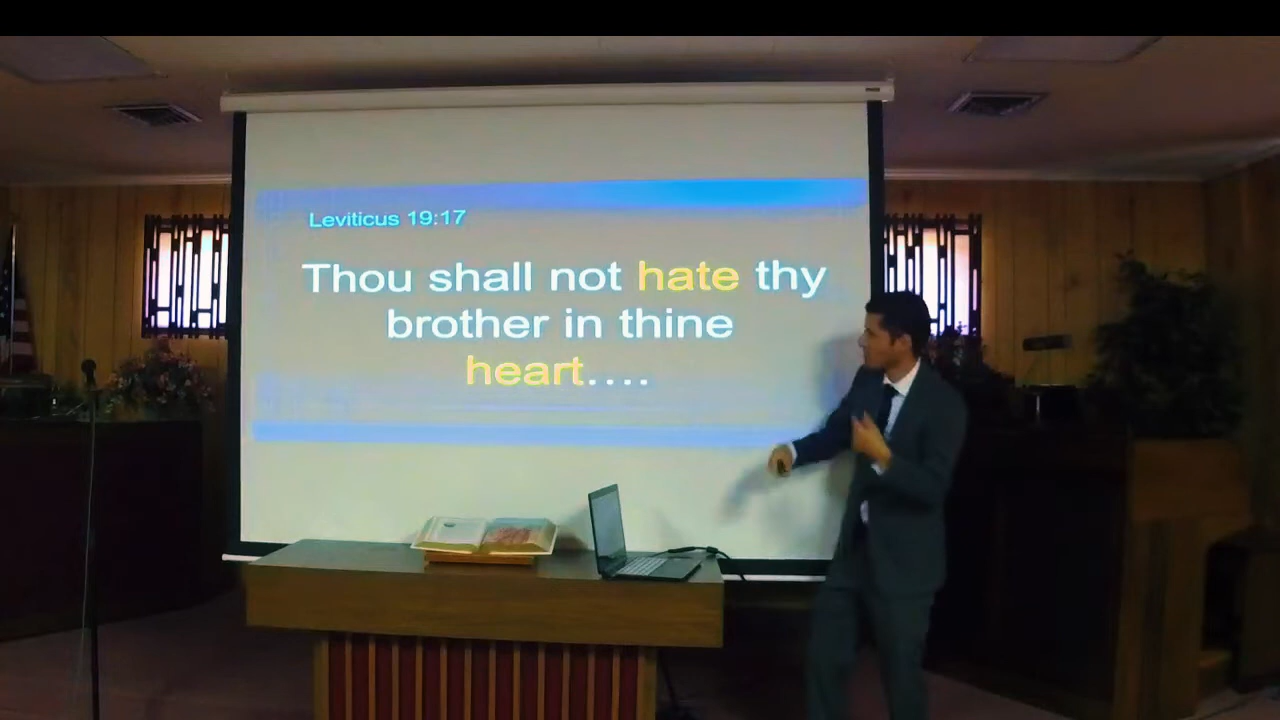 Leviticus 19:17
Thou shall not hate thy
brother in thine
heart....